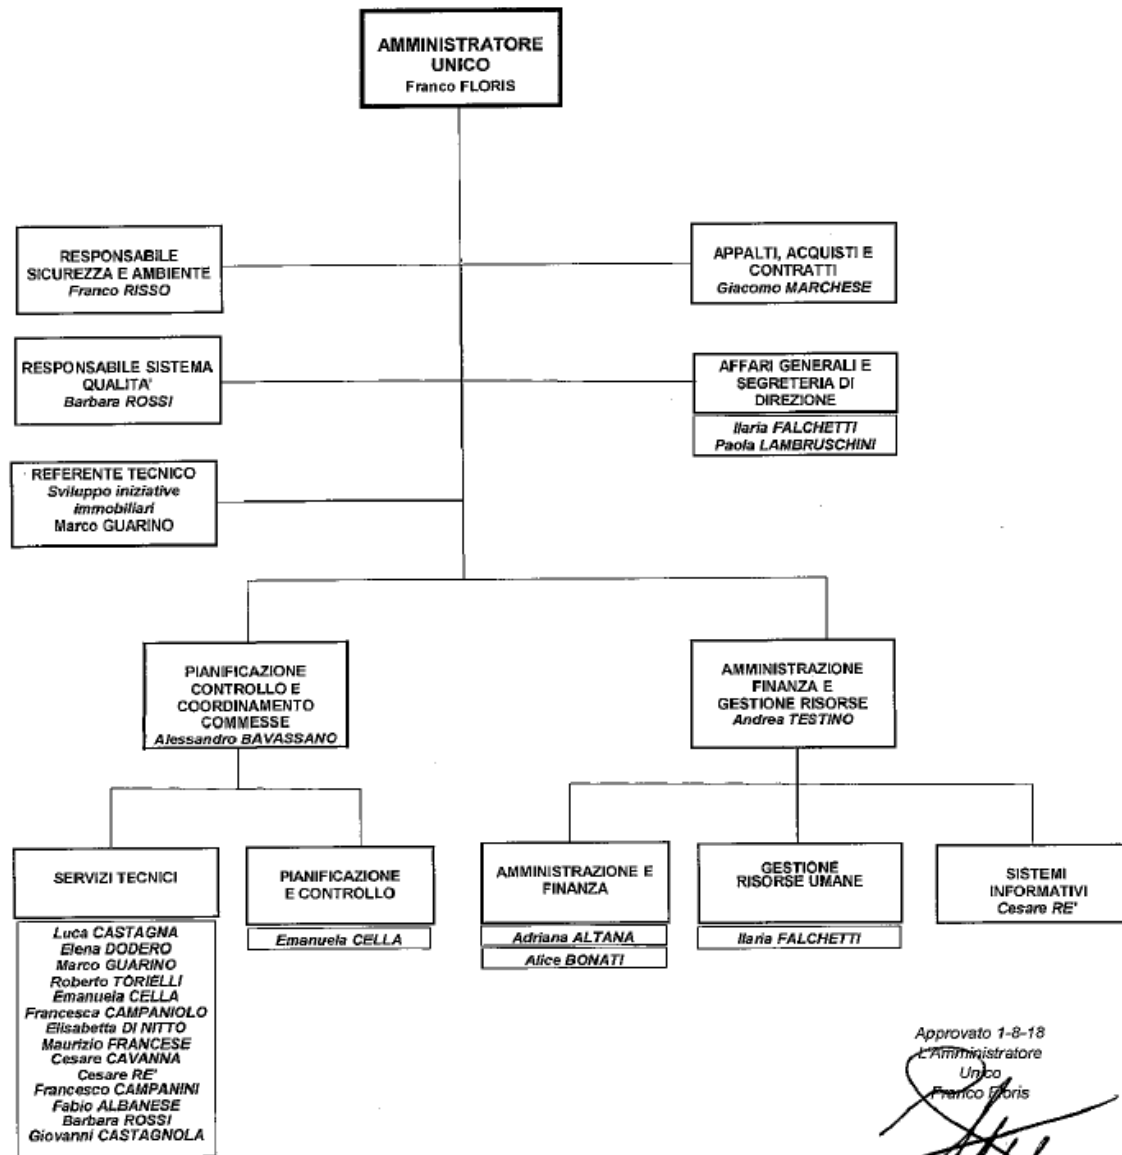 AMMINISTRATORE
UNICO
Franco FLORIS
RESPONSABILE
SICUREZZA E AMBIENTE
Franco RISSO
APPALTI, ACQUISTI E
CONTRATTI
Giacomo MARCHESE
RESPONSABILE SISTEMA
QUALITA'
Barbara ROSSI
AFFARI GENERALI E
SEGRETERIA DI
DIREZIONE
Ilaria FALCHETTI
Paola LAMBRUSCHINI
REFERENTE TECNICO
Sviluppo iniziative
immobiliari
Marco GUARINO
PIANIFICAZIONE
CONTROLLO E
COORDINAMENTO
COMMESSE
Alessandro BAVASSANO
AMMINISTRAZIONE
FINANZA E
GESTIONE RISORSE
Andrea TESTINO
SERVIZI TECNICI
Luca CASTAGNA
Elena DODERO
Marco GUARINO
Roberto TORIELLI
Emanuela CELLA
Francesca CAMPANIOLO
Elisabetta DI NITTO
Maurizio FRANCESE
Cesare CAVANNA
Cesare RE'
Francesco CAMPANINI
Fabio ALBANESE
Barbara ROSSI
Giovanni CASTAGNOLA
PIANIFICAZIONE
E CONTROLLO
Emanuela CELLA
AMMINISTRAZIONE E
FINANZA
Adriana ALTANA
Alice BONATI
GESTIONE
RISORSE UMANE
Ilaria FALCHETTI
SISTEMI
INFORMATIVI
Cesare RE'
Approvato 1-8-18
L'Amministratore
Unico
Franco Floris